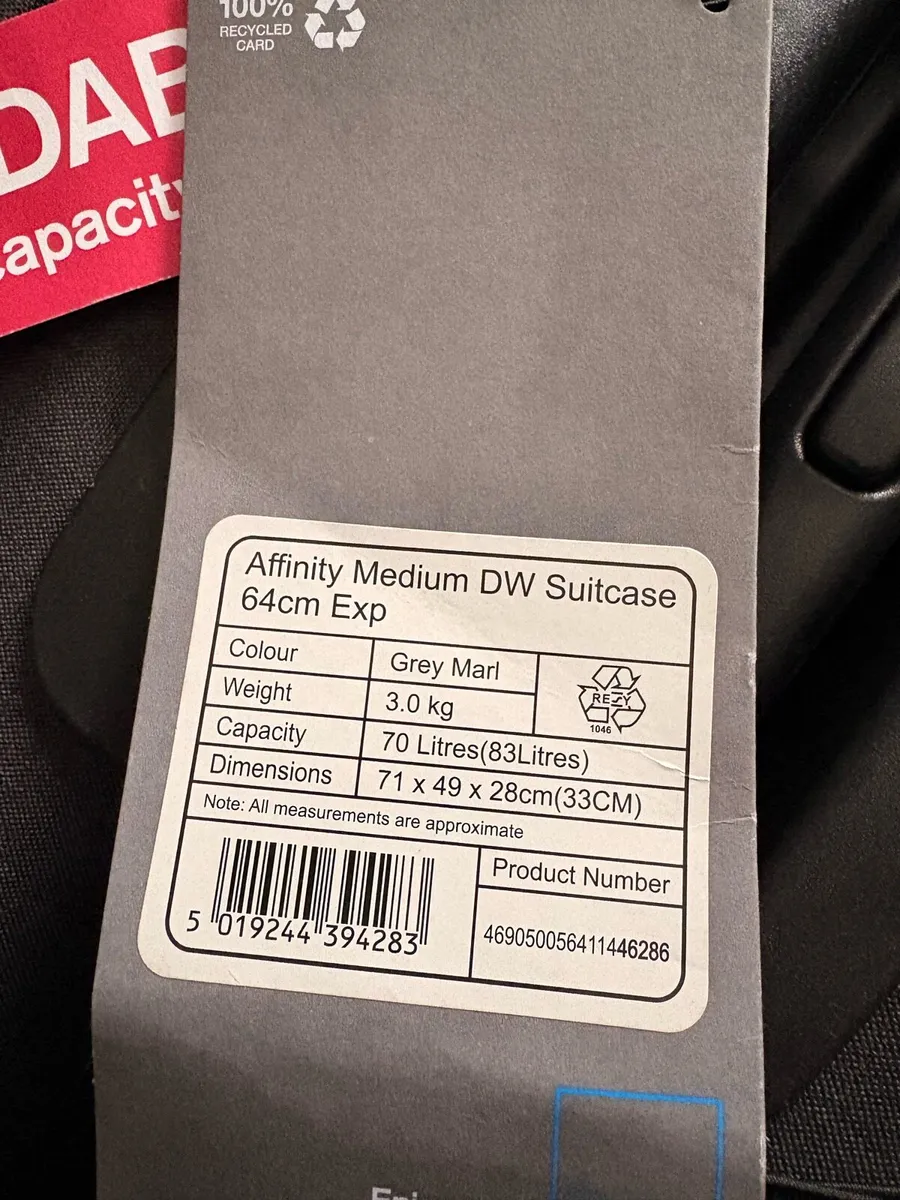 100%
RECYCLED
CARD
DAB
capacity
Affinity Medium DW Suitcase
64cm Exp
Colour Grey Marl
Weight 3.0 kg
RESY
1046
Capacity 70 Litres(83Litres)
Dimensions 71 x 49 x 28cm(33CM)
Note: All measurements are approximate
Product Number
5 019244 394283
469050056411446286